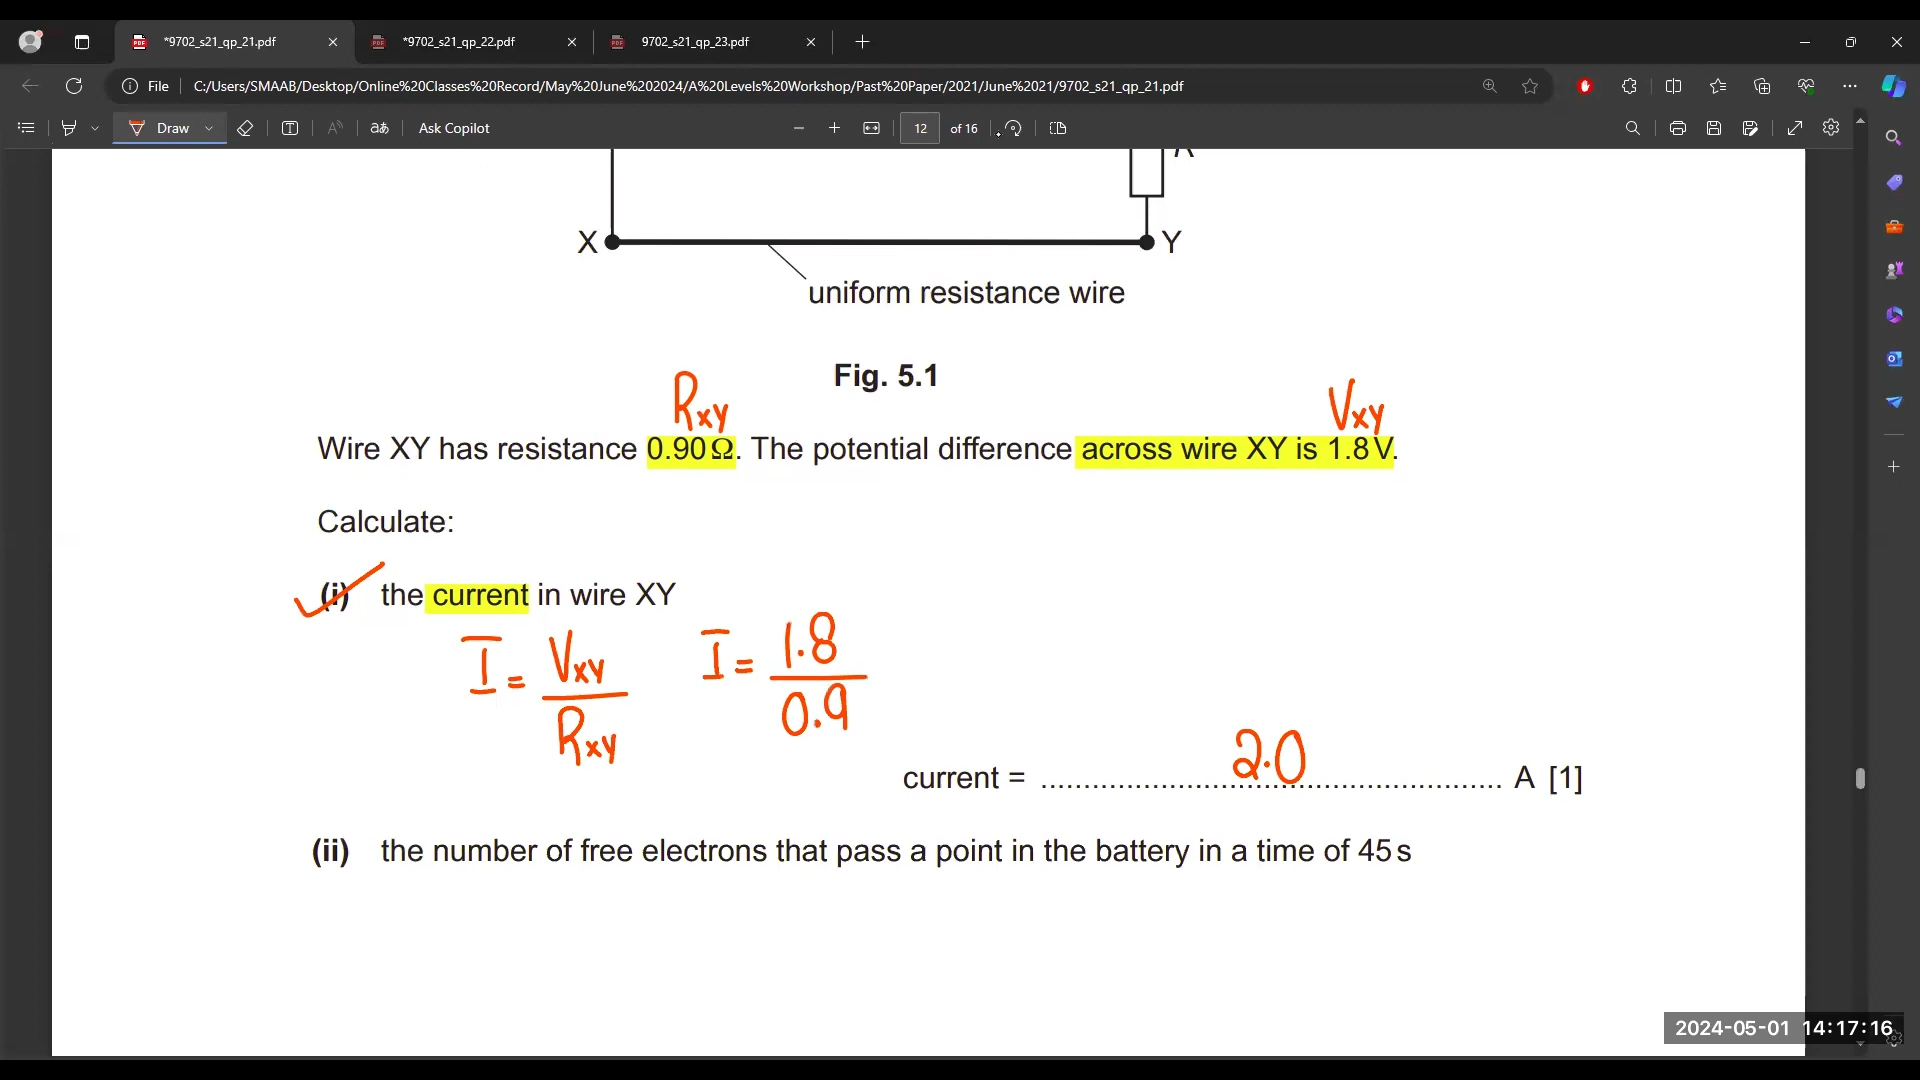 *9702_s21_qp_21.pdf *9702_s21_qp_22.pdf 9702_s21_qp_23.pdf
File C:/Users/SMAAB/Desktop/Online%20Classes%20Record/May%20June%202024/A%20Levels%20Workshop/Past%20Paper/2021/June%2021/9702_s21_qp_21.pdf
Draw Ask Copilot 12 of 16
X Y
uniform resistance wire
Fig. 5.1
Rxy Vxy
Wire XY has resistance 0.90 Ω. The potential difference across wire XY is 1.8 V.
Calculate:
(i) the current in wire XY
I = Vxy / Rxy I = 1.8 / 0.9
2.0
current = .................................................... A [1]
(ii) the number of free electrons that pass a point in the battery in a time of 45 s
2024-05-01 14:17:16